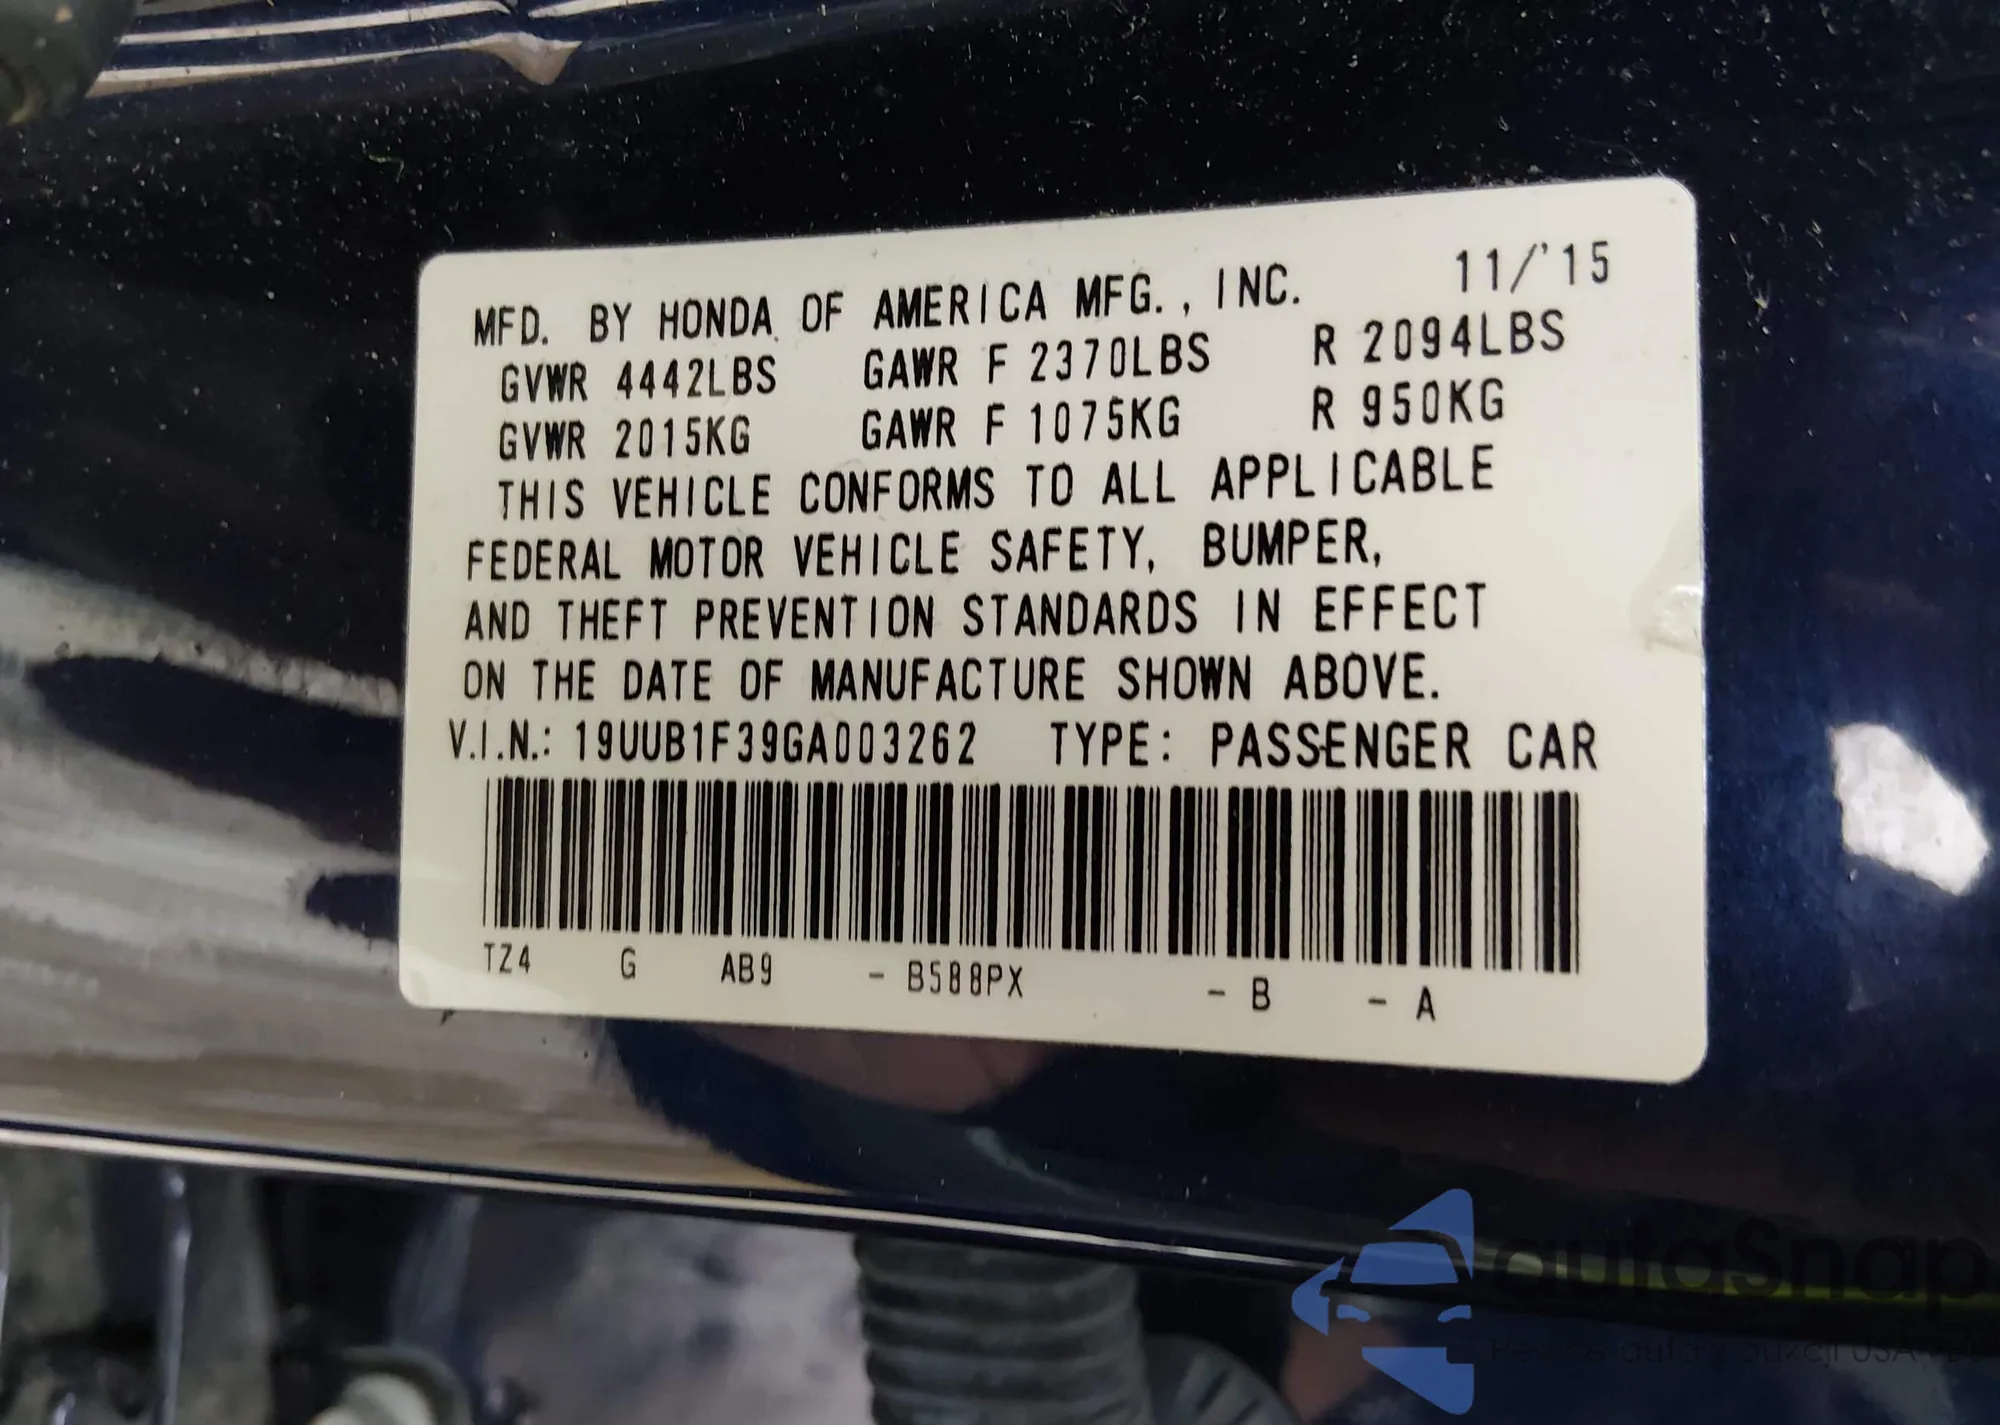 MFD. BY HONDA OF AMERICA MFG., INC. 11/'15
GVWR 4442LBS GAWR F 2370LBS R 2094LBS
GVWR 2015KG GAWR F 1075KG R 950KG
THIS VEHICLE CONFORMS TO ALL APPLICABLE
FEDERAL MOTOR VEHICLE SAFETY, BUMPER,
AND THEFT PREVENTION STANDARDS IN EFFECT
ON THE DATE OF MANUFACTURE SHOWN ABOVE.
V.I.N.: 19UUB1F39GA003262 TYPE: PASSENGER CAR
TZ4 G AB9 - B588PX - B - A
autaSnap
auta